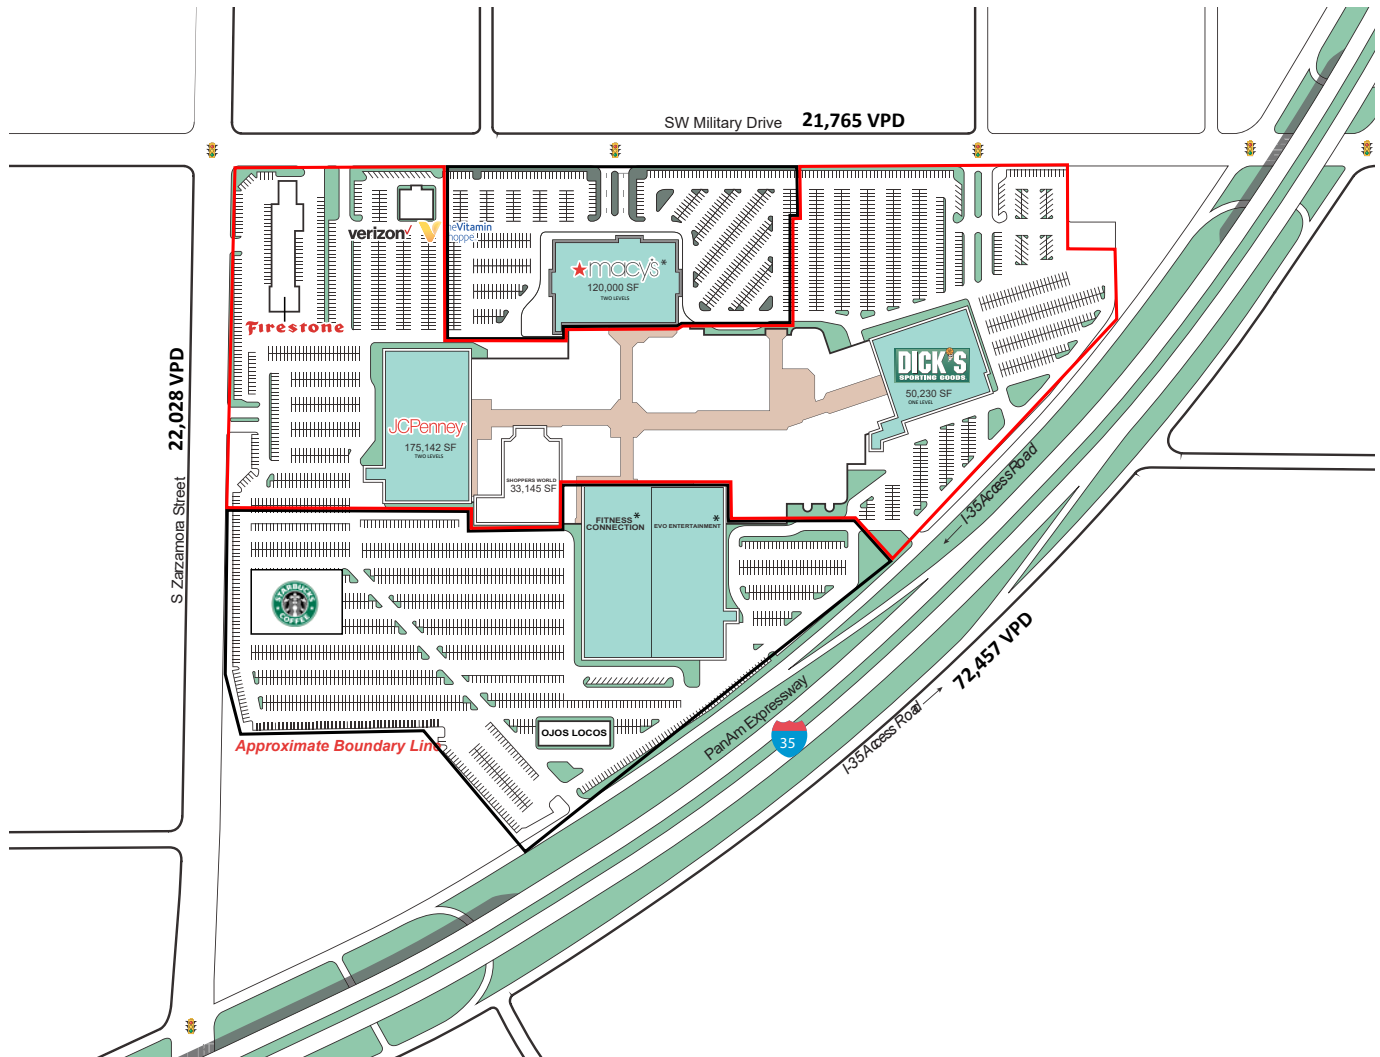 SW Military Drive 21,765 VPD
verizon
eVitamin
hoppe
macy's*
120,000 SF
TWO LEVELS
Firestone
22,028 VPD
S Zarzamora Street
DICK'S
SPORTING GOODS
50,230 SF
ONE LEVEL
JCPenney
175,142 SF
TWO LEVELS
SHOPPERS WORLD
33,145 SF
FITNESS
CONNECTION*
EVO ENTERTAINMENT*
I-35 Access Road
STARBUCKS
COFFEE
72,457 VPD
PanAm Expressway
OJOS LOCOS
35
I-35 Access Road
Approximate Boundary Line